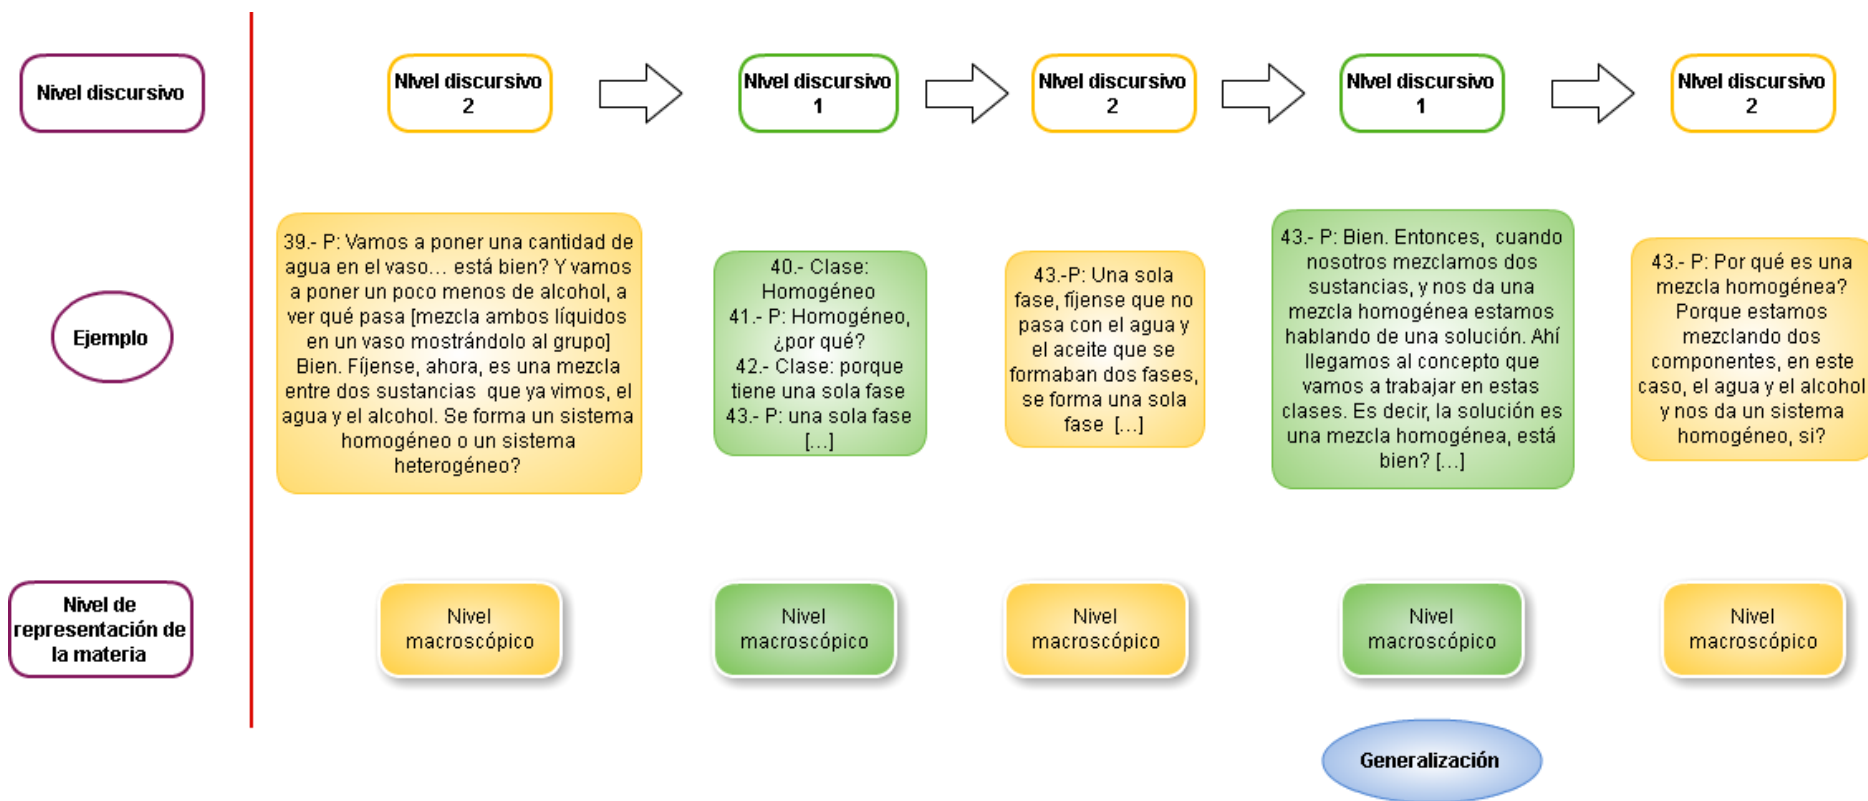 Nivel discursivo
Nivel discursivo
2
Nivel discursivo
1
Nivel discursivo
2
Nivel discursivo
1
Nivel discursivo
2
Ejemplo
39.- P: Vamos a poner una cantidad de
agua en el vaso... está bien? Y vamos
a poner un poco menos de alcohol, a
ver qué pasa [mezcla ambos líquidos
en un vaso mostrándolo al grupo]
Bien. Fíjense, ahora, es una mezcla
entre dos sustancias que ya vimos, el
agua y el alcohol. Se forma un sistema
homogéneo o un sistema
heterogéneo?
40.- Clase:
Homogéneo
41.- P: Homogéneo,
¿por qué?
42.- Clase: porque
tiene una sola fase
43.- P: una sola fase
[...]
43.-P: Una sola
fase, fíjense que no
pasa con el agua y
el aceite que se
formaban dos fases,
se forma una sola
fase [...]
43.- P: Bien. Entonces, cuando
nosotros mezclamos dos
sustancias, y nos da una
mezcla homogénea estamos
hablando de una solución. Ahí
llegamos al concepto que
vamos a trabajar en estas
clases. Es decir, la solución es
una mezcla homogénea, está
bien? [...]
43.- P: Por qué es una
mezcla homogénea?
Porque estamos
mezclando dos
componentes, en este
caso, el agua y el alcohol
y nos da un sistema
homogéneo, si?
Nivel de
representación de
la materia
Nivel
macroscópico
Nivel
macroscópico
Nivel
macroscópico
Nivel
macroscópico
Nivel
macroscópico
Generalización